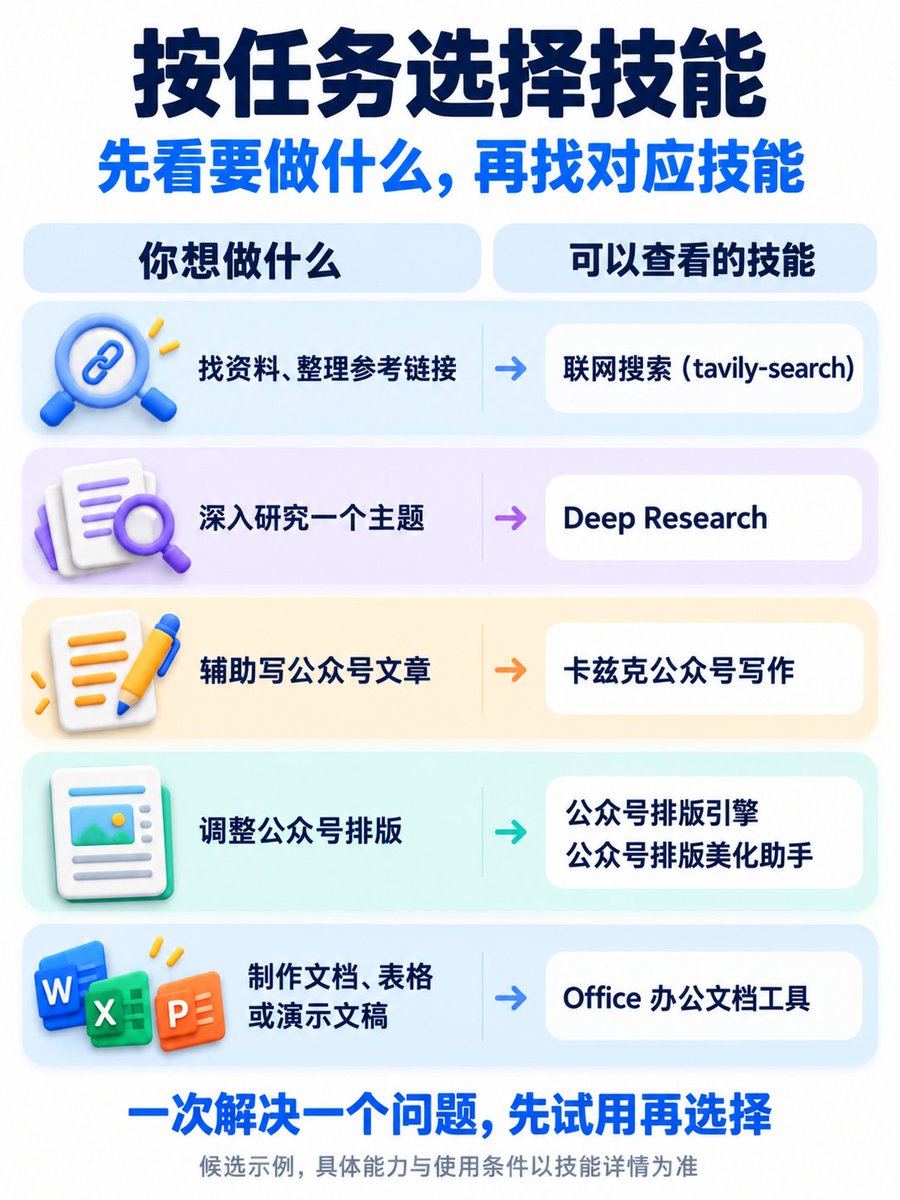 按任务选择技能
先看要做什么，再找对应技能
你想做什么
可以查看的技能
找资料、整理参考链接
联网搜索（tavily-search）
深入研究一个主题
Deep Research
辅助写公众号文章
卡兹克公众号写作
调整公众号排版
公众号排版引擎
公众号排版美化助手
W
X
P
制作文档、表格
或演示文稿
Office 办公文档工具
一次解决一个问题，先试用再选择
候选示例，具体能力与使用条件以技能详情为准